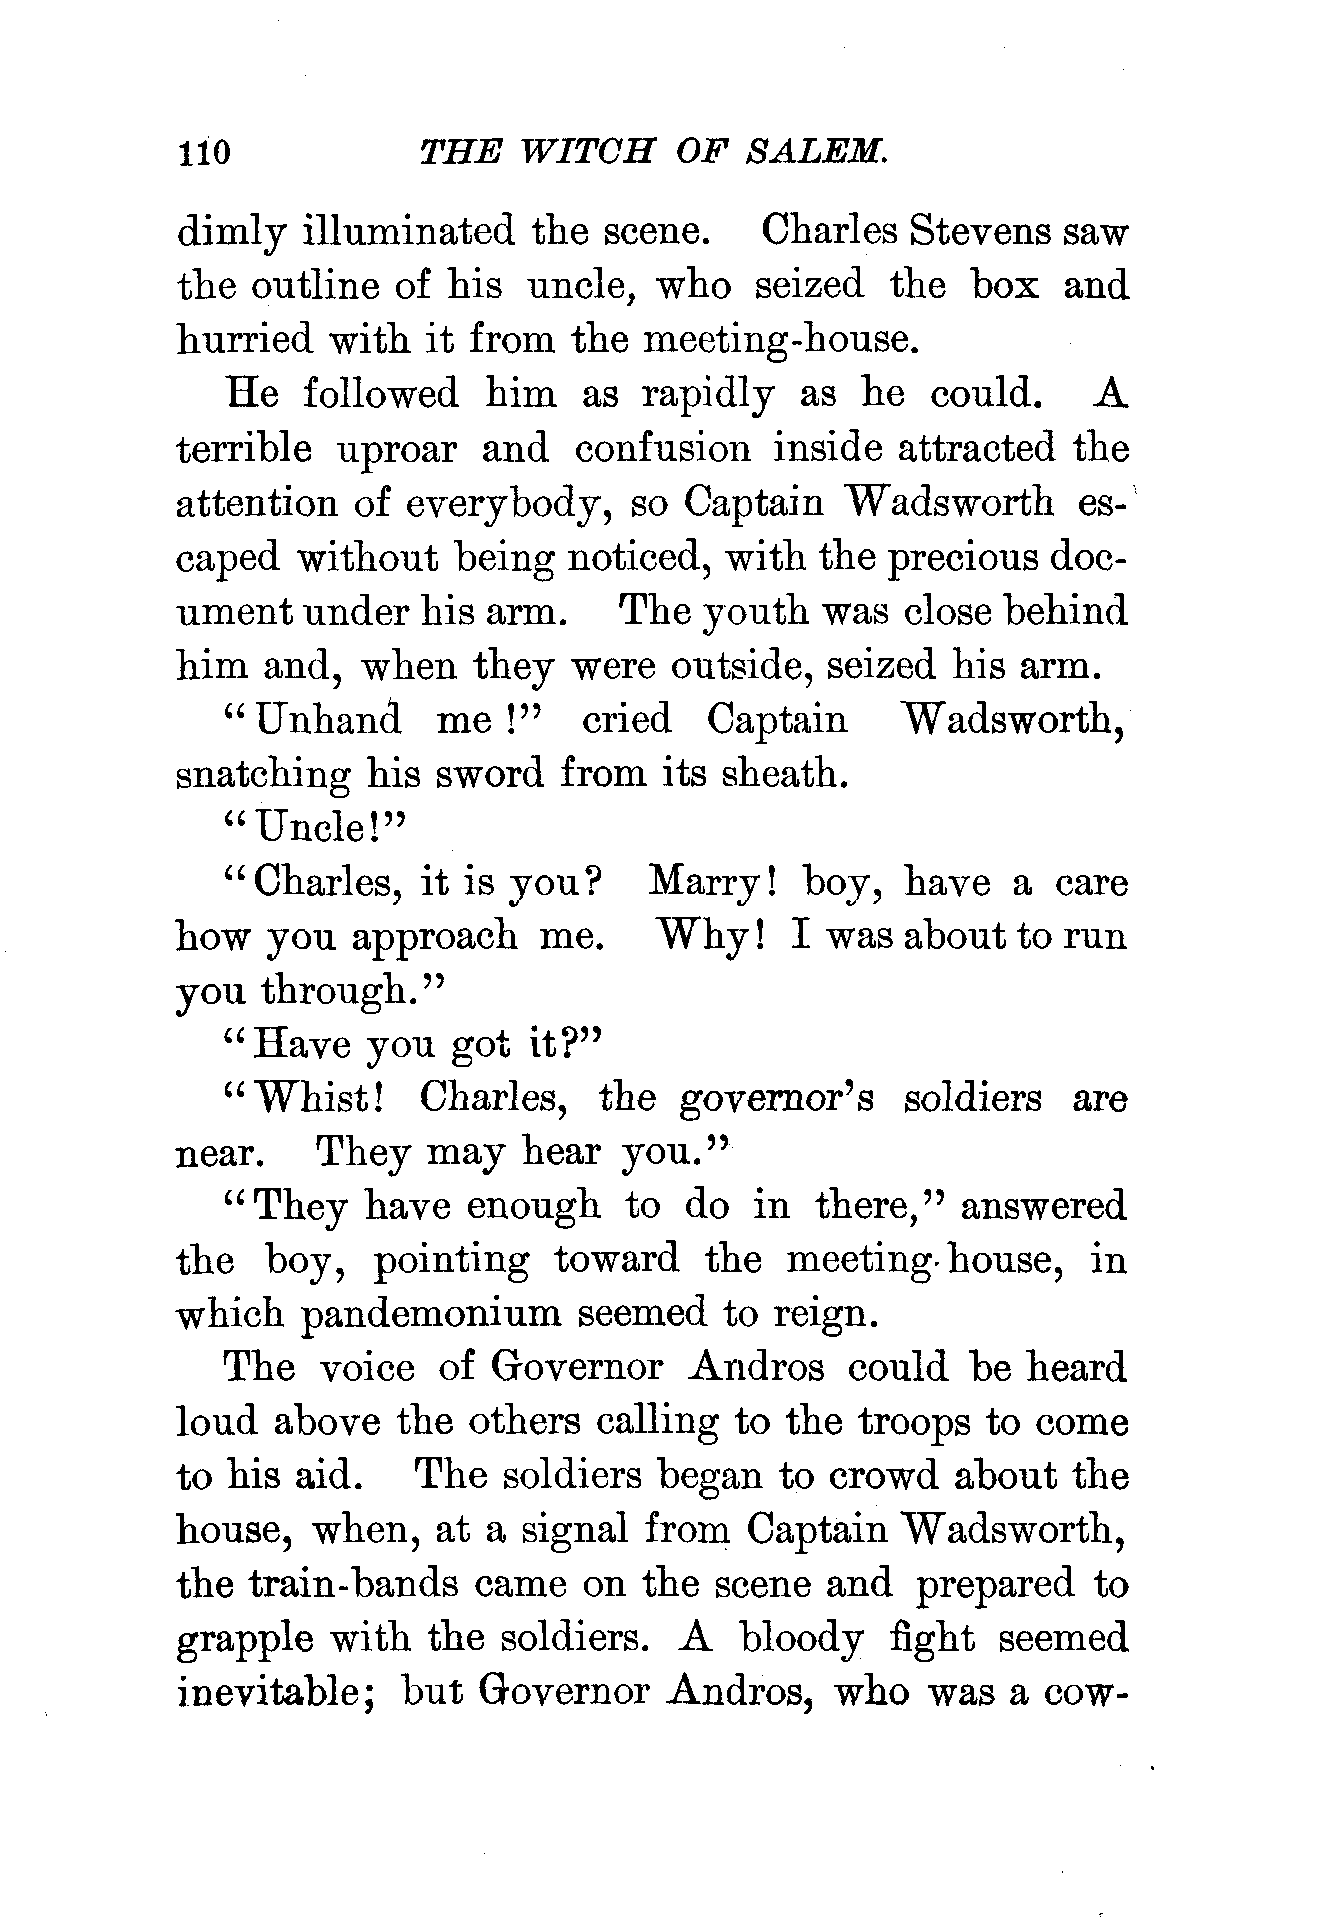 110 THE WITCH OF SALEM.
dimly illuminated the scene. Charles Stevens saw
the outline of his uncle, who seized the box and
hurried with it from the meeting-house.
He followed him as rapidly as he could. A
terrible uproar and confusion inside attracted the
attention of everybody, so Captain Wadsworth es-
caped without being noticed, with the precious doc-
ument under his arm. The youth was close behind
him and, when they were outside, seized his arm.
"Unhand me!" cried Captain Wadsworth,
snatching his sword from its sheath.
"Uncle!"
"Charles, it is you? Marry! boy, have a care
how you approach me. Why! I was about to run
you through."
"Have you got it?"
"Whist! Charles, the governor's soldiers are
near. They may hear you."
"They have enough to do in there," answered
the boy, pointing toward the meeting-house, in
which pandemonium seemed to reign.
The voice of Governor Andros could be heard
loud above the others calling to the troops to come
to his aid. The soldiers began to crowd about the
house, when, at a signal from Captain Wadsworth,
the train-bands came on the scene and prepared to
grapple with the soldiers. A bloody fight seemed
inevitable; but Governor Andros, who was a cow-